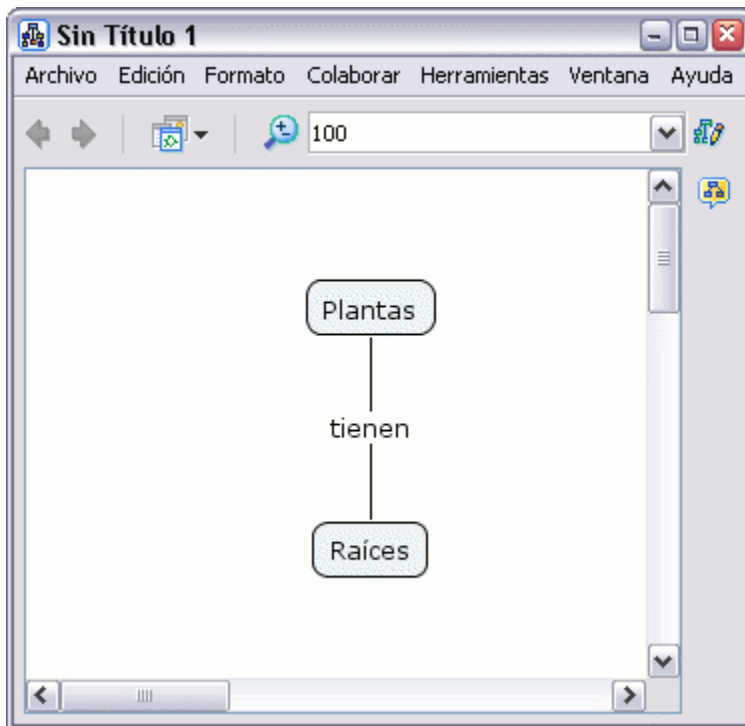 Sin Título 1
Archivo Edición Formato Colaborar Herramientas Ventana Ayuda
100
Plantas
tienen
Raíces